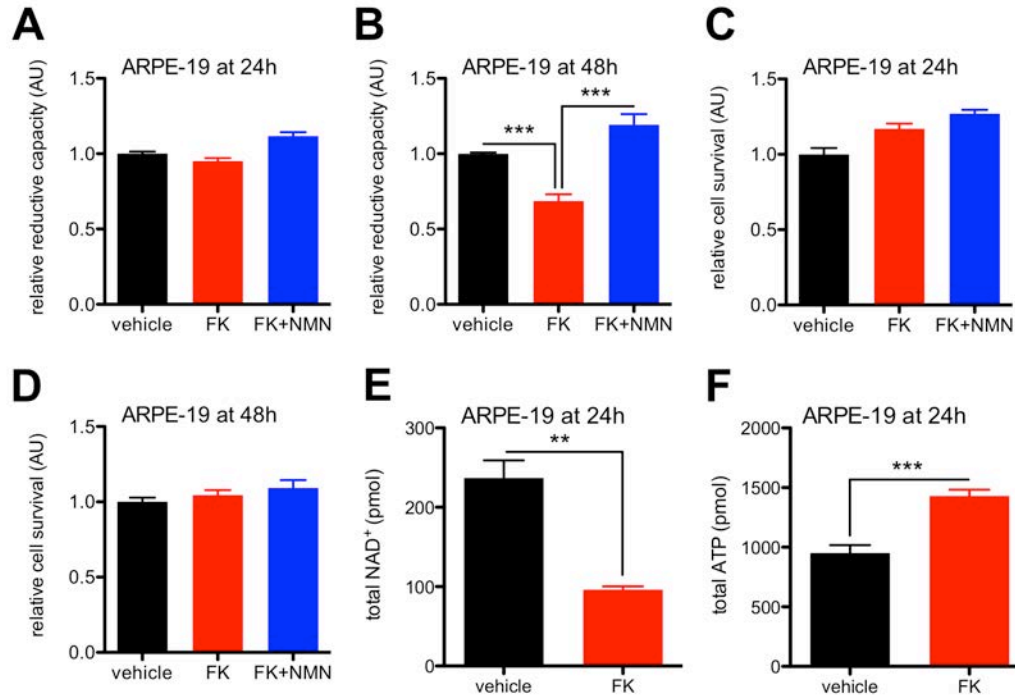 A
relative reductive capacity (AU)
ARPE-19 at 24h
1.5
1.0
0.5
0.0
vehicle FK FK+NMN
B
relative reductive capacity (AU)
ARPE-19 at 48h
1.5
1.0
0.5
0.0
***
***
vehicle FK FK+NMN
C
relative cell survival (AU)
ARPE-19 at 24h
1.5
1.0
0.5
0.0
vehicle FK FK+NMN
D
relative cell survival (AU)
ARPE-19 at 48h
1.5
1.0
0.5
0.0
vehicle FK FK+NMN
E
total NAD⁺ (pmol)
ARPE-19 at 24h
300
200
100
0
**
vehicle FK
F
total ATP (pmol)
ARPE-19 at 24h
2000
1500
1000
500
0
***
vehicle FK